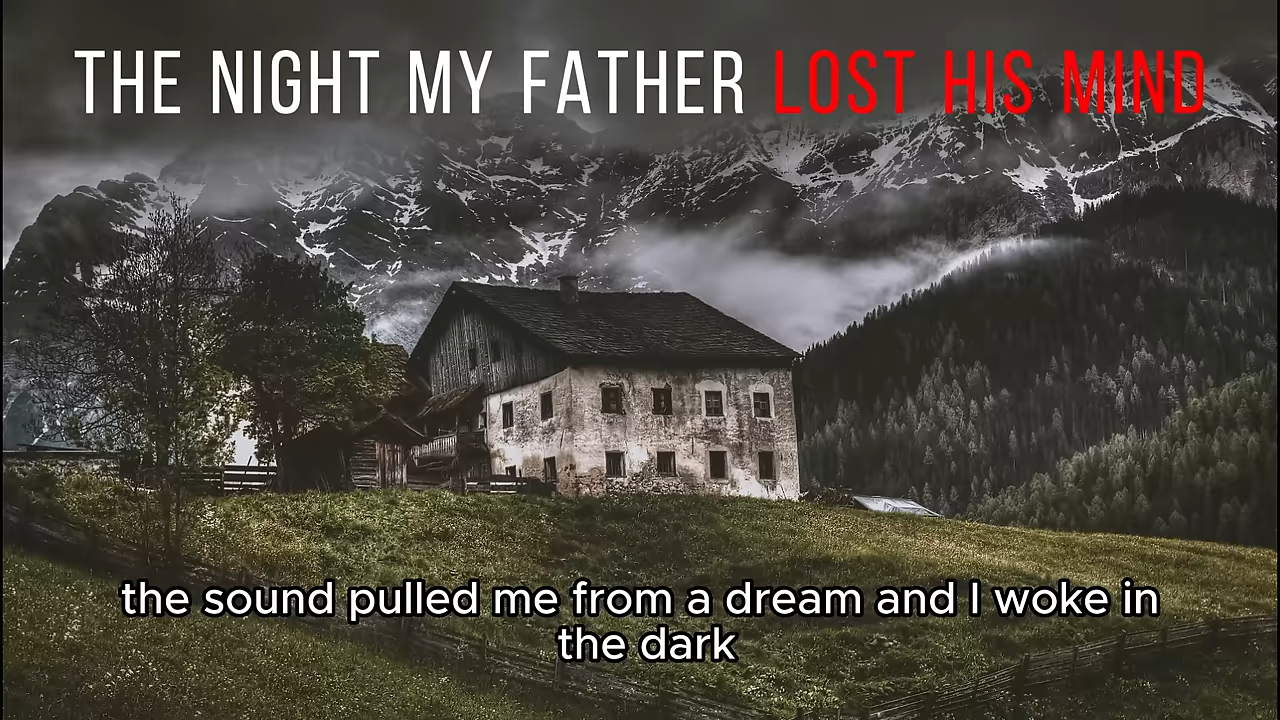 THE NIGHT MY FATHER LOST HIS MIND
the sound pulled me from a dream and I woke in
the dark